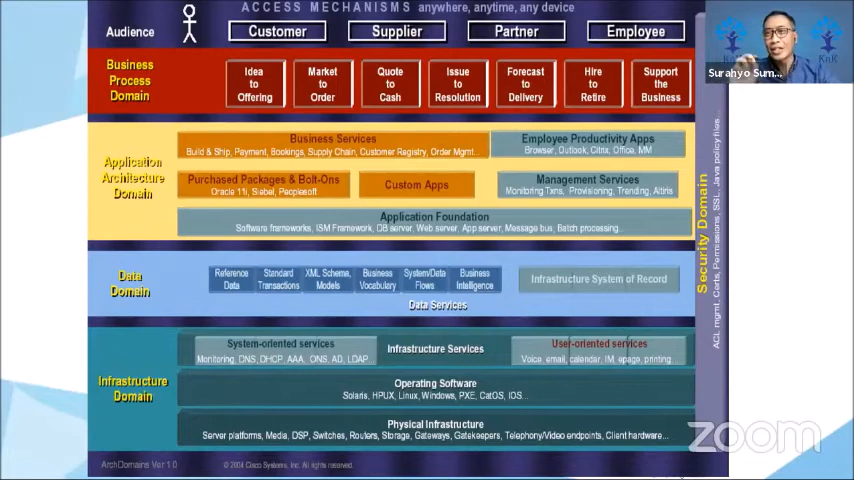 ACCESS MECHANISMS anywhere, anytime, any device
Audience
Customer
Supplier
Partner
Employee
Business
Process
Domain
Idea
to
Offering
Market
to
Order
Quote
to
Cash
Issue
to
Resolution
Forecast
to
Delivery
Hire
to
Retire
Support
the
Business
Application
Architecture
Domain
Business Services
Build & Ship, Payment, Bookings, Supply Chain, Customer Registry, Order Mgmt...
Employee Productivity Apps
Browser, Outlook, Citrix, Office, MM
Purchased Packages & Bolt-Ons
Oracle 11i, Siebel, Peoplesoft
Custom Apps
Management Services
Monitoring Txns, Provisioning, Trending, Altiris
Application Foundation
Software frameworks, ISM Framework, DB server, Web server, App server, Message bus, Batch processing...
Data
Domain
Reference
Data
Standard
Transactions
XML Schema,
Models
Business
Vocabulary
System/Data
Flows
Business
Intelligence
Infrastructure System of Record
Data Services
Infrastructure
Domain
System-oriented services
Monitoring, DNS, DHCP, AAA, ONS, AD, LDAP
Infrastructure Services
User-oriented services
Voice, email, calendar, IM, epage, printing...
Operating Software
Solaris, HPUX, Linux, Windows, PXE, CatOS, IOS...
Physical Infrastructure
Server platforms, Media, DSP, Switches, Routers, Storage, Gateways, Gatekeepers, Telephony/Video endpoints, Client hardware...
ArchDomains Ver 1.0
© 2004 Cisco Systems, Inc. All rights reserved.
Security Domain
ACL mgmt, Certs, Permissions, SSL, Java policy files...
KnK
KnK
Surahyo Sum...
zoom